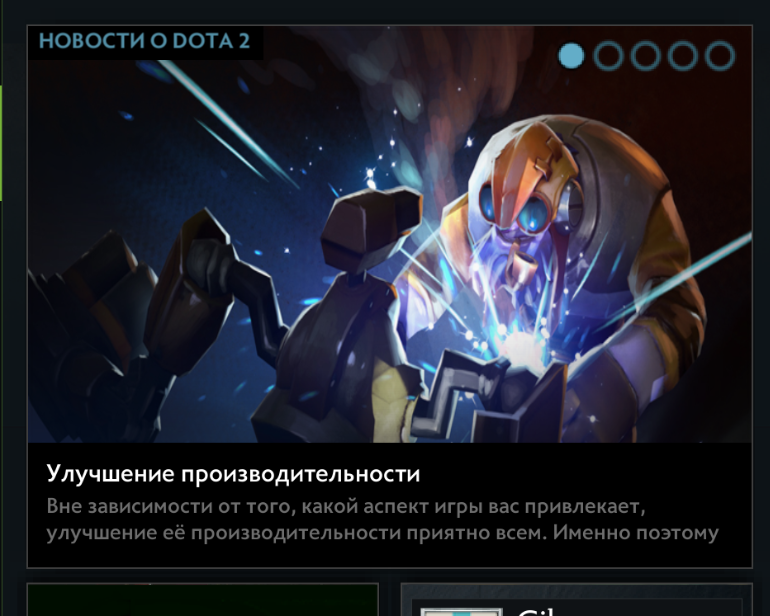 НОВОСТИ О DOTA 2
Улучшение производительности
Вне зависимости от того, какой аспект игры вас привлекает,
улучшение её производительности приятно всем. Именно поэтому